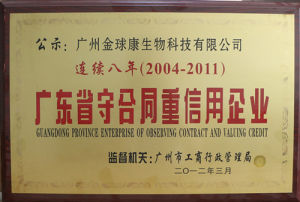 公示：广州金球康生物科技有限公司
连续八年(2004-2011)
广东省守合同重信用企业
GUANGDONG PROVINCE ENTERPRISE OF OBSERVING CONTRACT AND VALUING CREDIT
监督机关：广州市工商行政管理局
二〇一二年三月